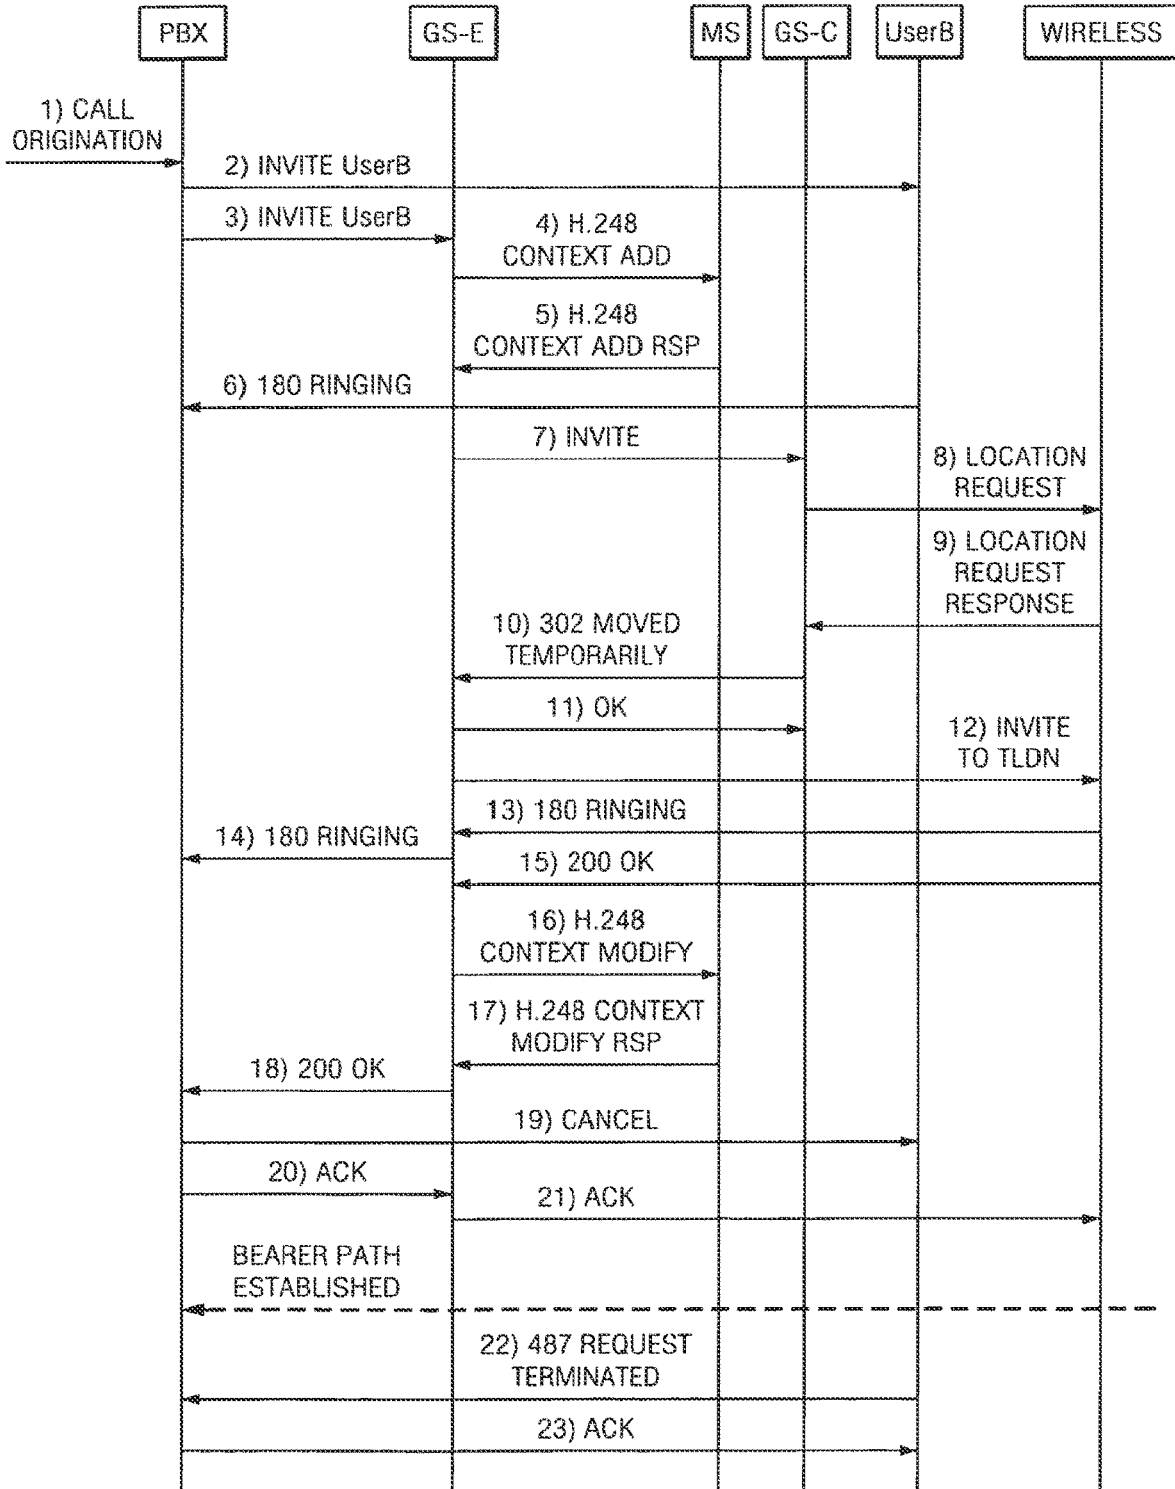 PBX
GS-E
MS
GS-C
UserB
WIRELESS
1) CALL
ORIGINATION
2) INVITE UserB
3) INVITE UserB
4) H.248
CONTEXT ADD
5) H.248
CONTEXT ADD RSP
6) 180 RINGING
7) INVITE
8) LOCATION
REQUEST
9) LOCATION
REQUEST
RESPONSE
10) 302 MOVED
TEMPORARILY
11) OK
12) INVITE
TO TLDN
13) 180 RINGING
14) 180 RINGING
15) 200 OK
16) H.248
CONTEXT MODIFY
17) H.248 CONTEXT
MODIFY RSP
18) 200 OK
19) CANCEL
20) ACK
21) ACK
BEARER PATH
ESTABLISHED
22) 487 REQUEST
TERMINATED
23) ACK